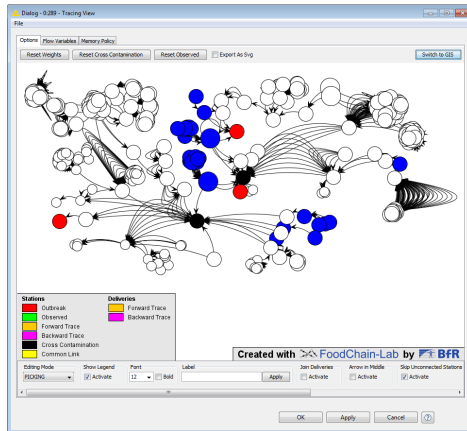 Dialog - 0:289 - Tracing View
File
Options Flow Variables Memory Policy
Reset Weights Reset Cross Contamination Reset Observed Export As Svg Switch to GIS
Stations Deliveries
Outbreak Forward Trace
Observed Backward Trace
Forward Trace
Backward Trace
Cross Contamination
Common Link
Created with FoodChain-Lab by BfR
Editing Mode Show Legend Font Label Join Deliveries Arrow in Middle Skip Unconnected Stations
PICKING Activate 12 Bold Apply Activate Activate Activate
OK Apply Cancel ?